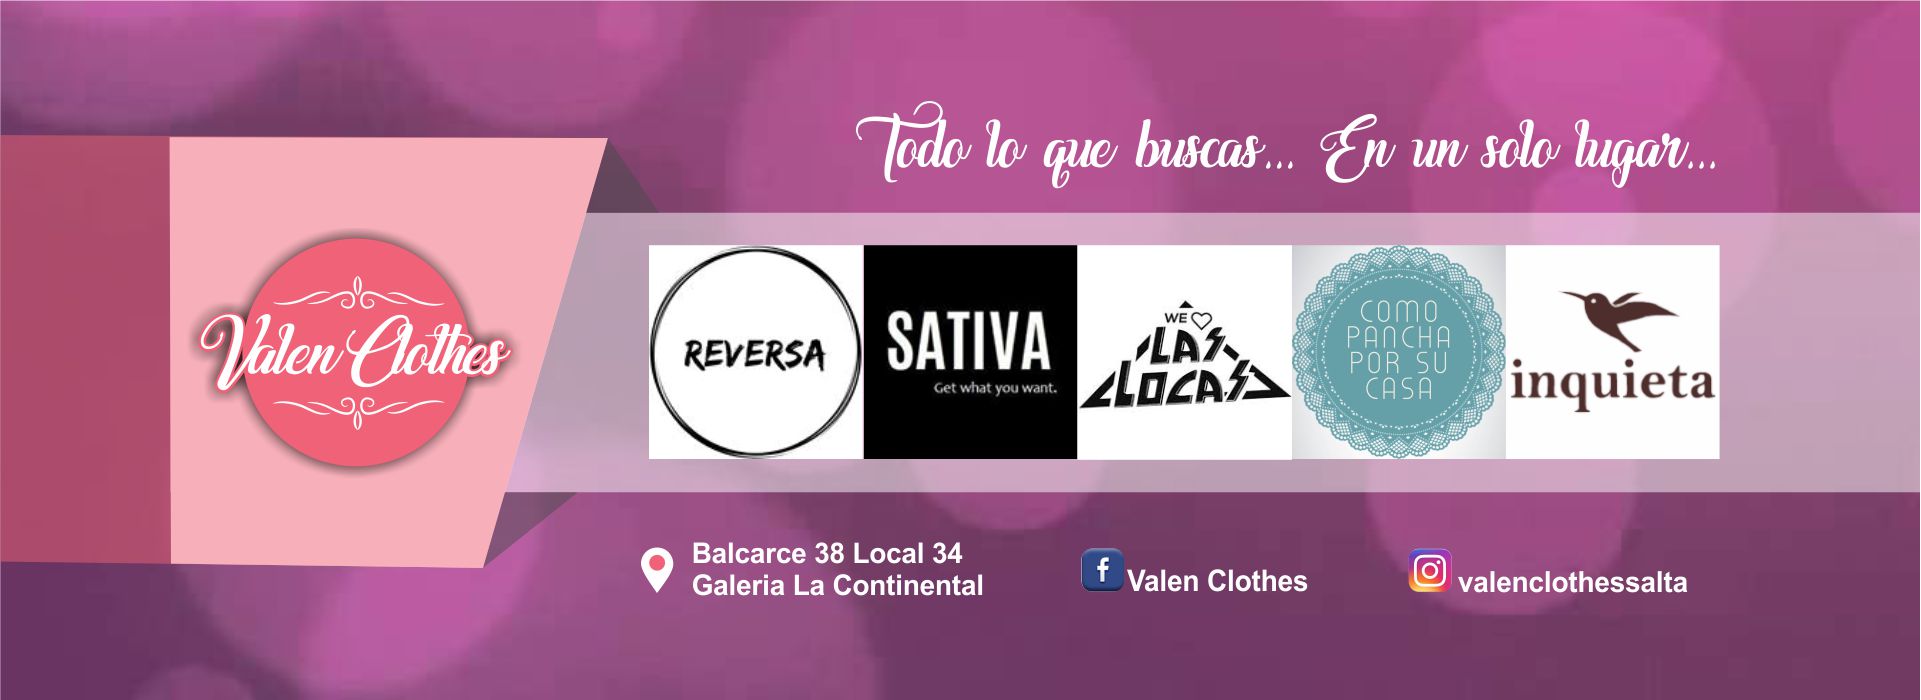 Todo lo que buscas... En un solo lugar...
Valen Clothes
REVERSA
SATIVA
Get what you want.
WE
LAS
LOCAS
COMO
PANCHA
POR SU
CASA
inquieta
Balcarce 38 Local 34
Galeria La Continental
Valen Clothes
valenclothessalta